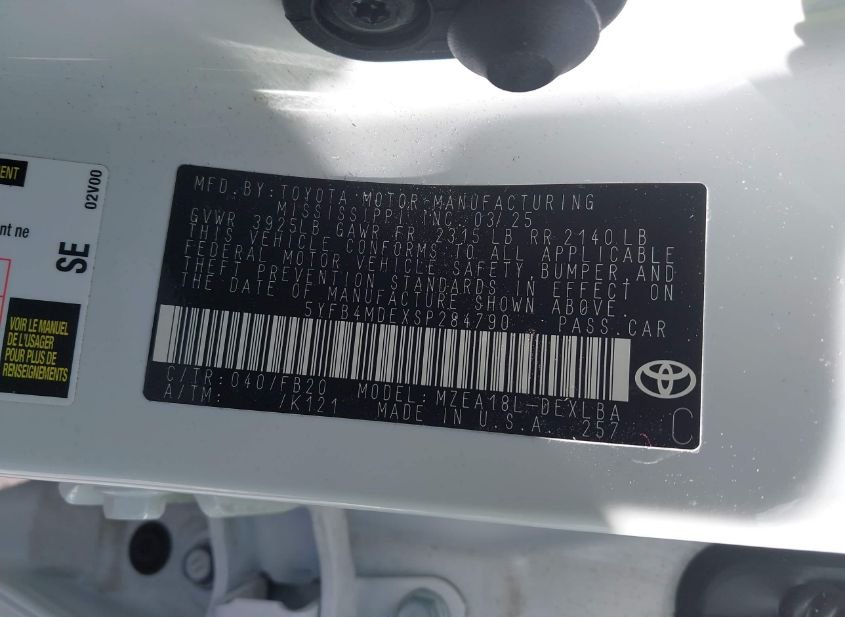 ENT
02V00
nt ne
SE
VOIR LE MANUEL
DE L'USAGER
POUR PLUS DE
RENSEIGNEMENTS
MFD. BY: TOYOTA MOTOR MANUFACTURING
MISSISSIPPI, INC. 03/25
GVWR 3925LB GAWR FR 2315 LB RR 2140 LB
THIS VEHICLE CONFORMS TO ALL APPLICABLE
FEDERAL MOTOR VEHICLE SAFETY, BUMPER, AND
THEFT PREVENTION STANDARDS IN EFFECT ON
THE DATE OF MANUFACTURE SHOWN ABOVE.
5YFB4MDEXSP284790 PASS. CAR
C/TR: 040/FB20 MODEL: MZEA18L-DEXLBA
A/TM: /K121 MADE IN U.S.A. 257
C